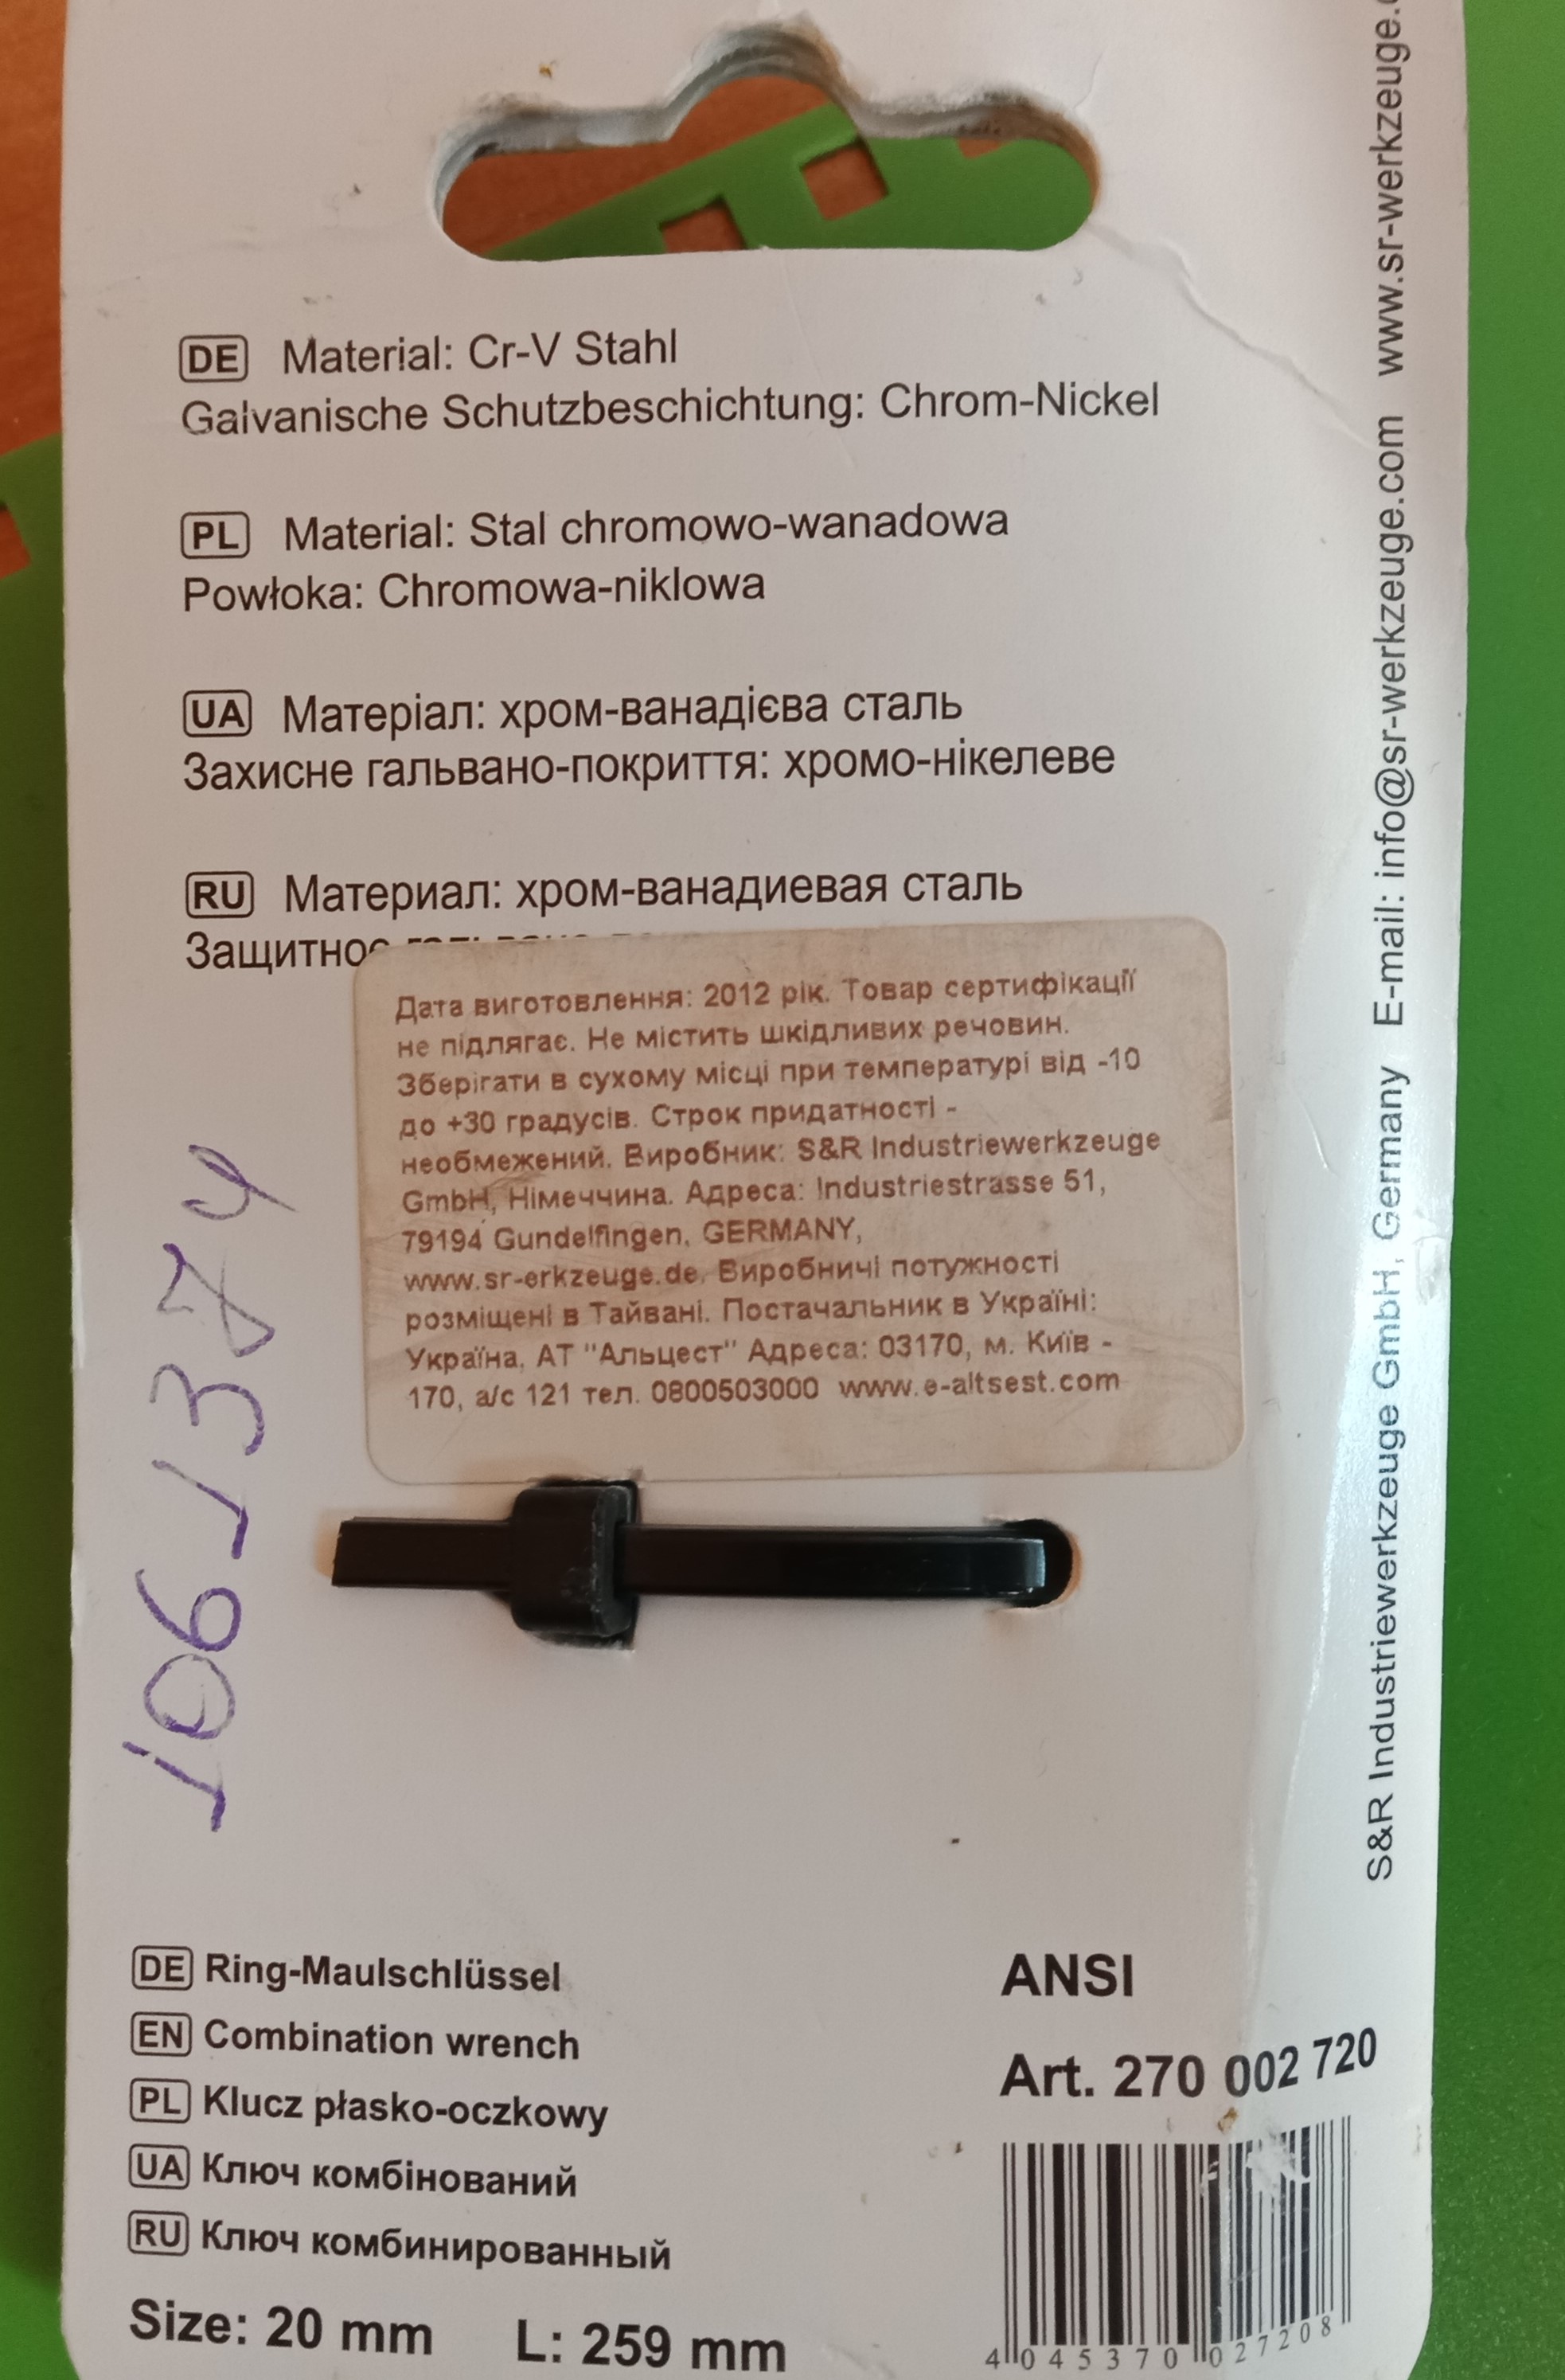 DE Material: Cr-V Stahl
Galvanische Schutzbeschichtung: Chrom-Nickel
PL Material: Stal chromowo-wanadowa
Powłoka: Chromowa-niklowa
UA Матеріал: хром-ванадієва сталь
Захисне гальвано-покриття: хромо-нікелеве
RU Материал: хром-ванадиевая сталь
Защитное
Дата виготовлення: 2012 рік. Товар сертифікації
не підлягає. Не містить шкідливих речовин.
Зберігати в сухому місці при температурі від -10
до +30 градусів. Строк придатності -
необмежений. Виробник: S&R Industriewerkzeuge
GmbH, Німеччина. Адреса: Industriestrasse 51,
79194 Gundelfingen, GERMANY,
www.sr-erkzeuge.de. Виробничі потужності
розміщені в Тайвані. Постачальник в Україні:
Україна, АТ "Альцест" Адреса: 03170, м. Київ -
170, а/с 121 тел. 0800503000 www.e-altsest.com
1061374
S&R Industriewerkzeuge GmbH, Germany E-mail: info@sr-werkzeuge.com www.sr-werkzeuge.
DE Ring-Maulschlüssel
EN Combination wrench
PL Klucz płasko-oczkowy
UA Ключ комбінований
RU Ключ комбинированный
Size: 20 mm L: 259 mm
ANSI
Art. 270 002 720
4 045370 027208